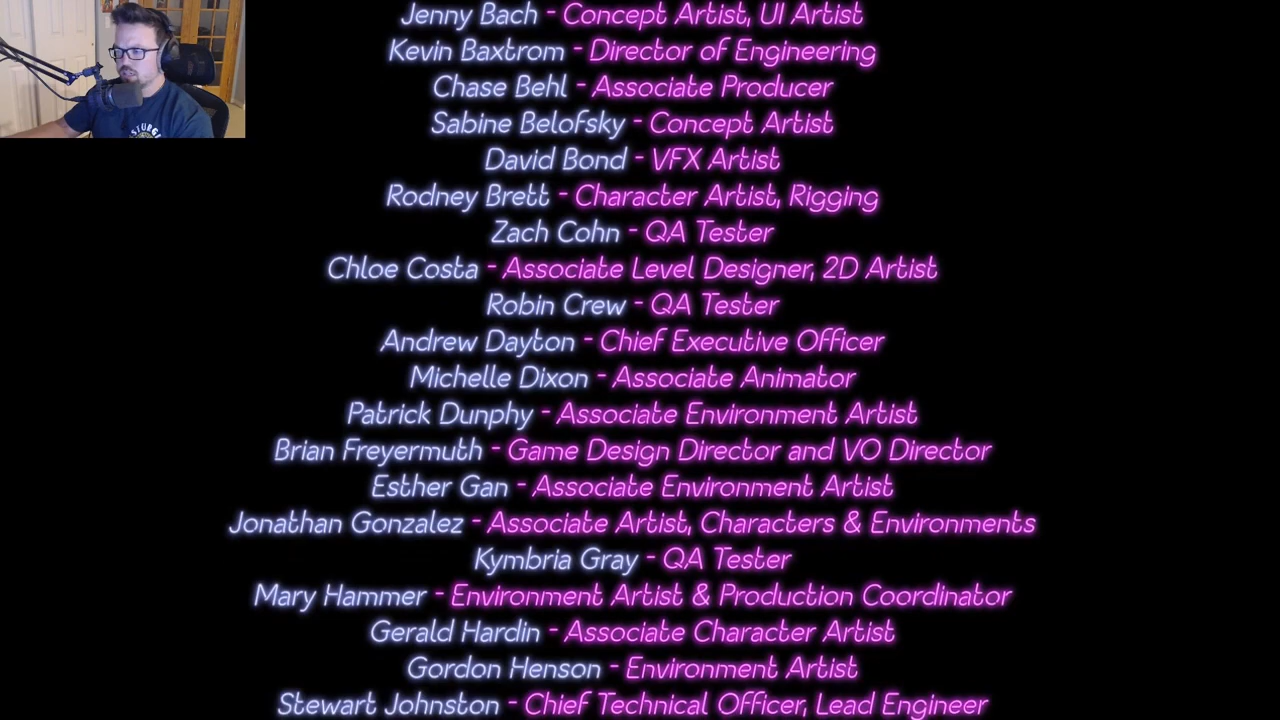 Jenny Bach - Concept Artist, UI Artist
Kevin Baxtrom - Director of Engineering
Chase Behl - Associate Producer
Sabine Belofsky - Concept Artist
David Bond - VFX Artist
Rodney Brett - Character Artist, Rigging
Zach Cohn - QA Tester
Chloe Costa - Associate Level Designer, 2D Artist
Robin Crew - QA Tester
Andrew Dayton - Chief Executive Officer
Michelle Dixon - Associate Animator
Patrick Dunphy - Associate Environment Artist
Brian Freyermuth - Game Design Director and VO Director
Esther Gan - Associate Environment Artist
Jonathan Gonzalez - Associate Artist, Characters & Environments
Kymbria Gray - QA Tester
Mary Hammer - Environment Artist & Production Coordinator
Gerald Hardin - Associate Character Artist
Gordon Henson - Environment Artist
Stewart Johnston - Chief Technical Officer, Lead Engineer